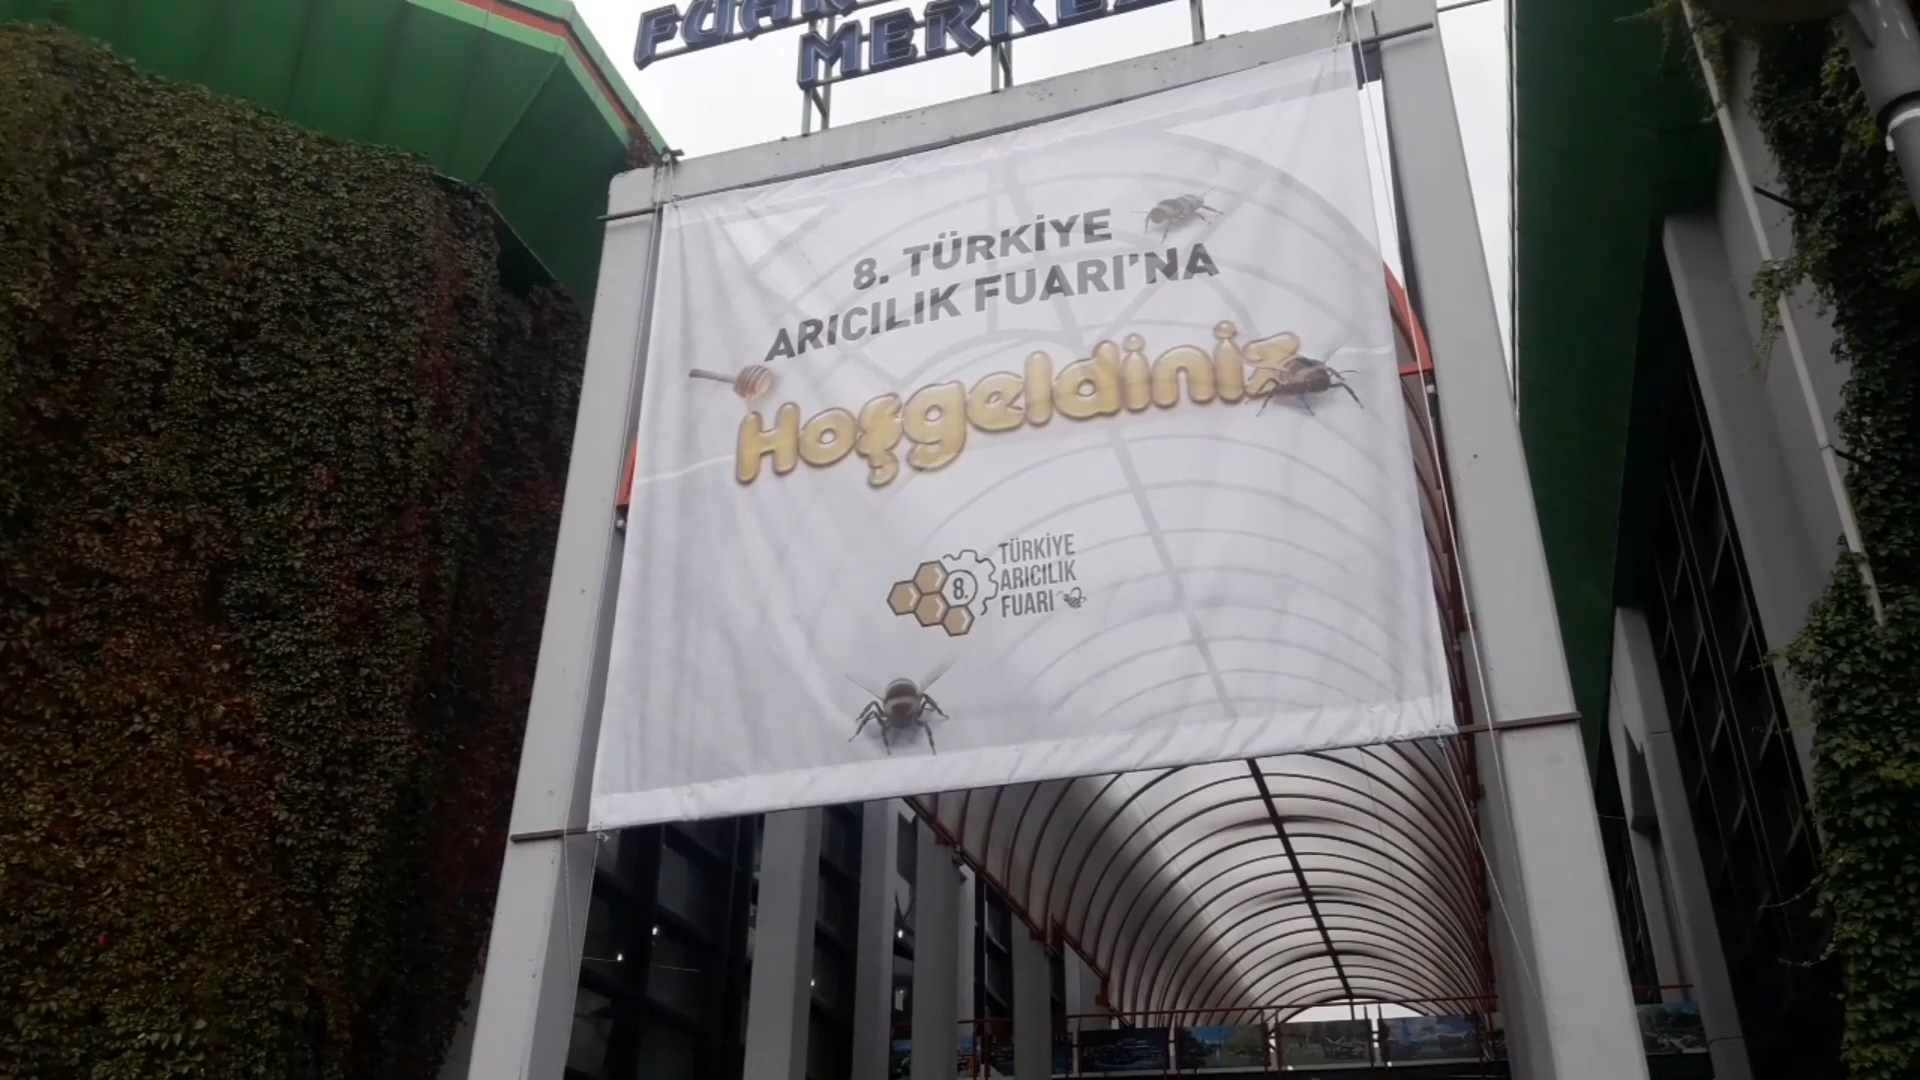 MERKEZ
8. TÜRKİYE
ARICILIK FUARI'NA
Hoşgeldiniz
8.
TÜRKİYE
ARICILIK
FUARI